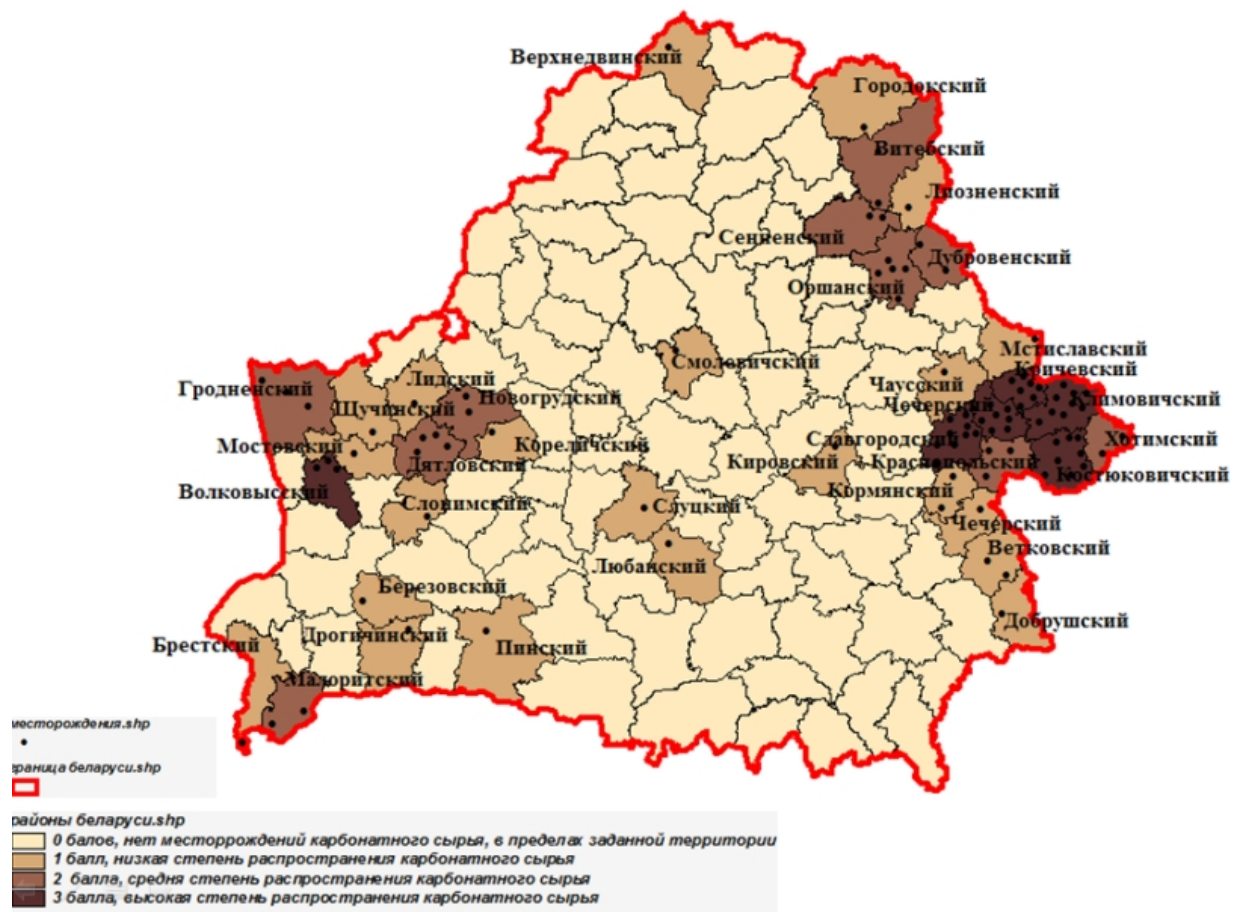 Верхнедвинский
Городокский
Витебский
Лиозненский
Сенненский
Дубровенский
Оршанский
Мстиславский
Смолевичский
Кричевский
Чаусский
Климовичский
Гродненский
Лидский
Новогрудский
Щучинский
Чечерский
Хотимский
Мостовский
Кореличский
Славгородский
Дятловский
Кировский
Краснопольский
Костюковичский
Волковысский
Слонимский
Слуцкий
Кормянский
Чечерский
Любанский
Ветковский
Березовский
Добрушский
Дрогичинский
Брестский
Пинский
Малоритский
месторождения.shp
граница беларуси.shp
районы беларуси.shp
0 балов, нет месторрождений карбонатного сырья, в пределах заданной территории
1 балл, низкая степень распространения карбонатного сырья
2 балла, средня степень распространения карбонатного сырья
3 балла, высокая степень распространения карбонатного сырья